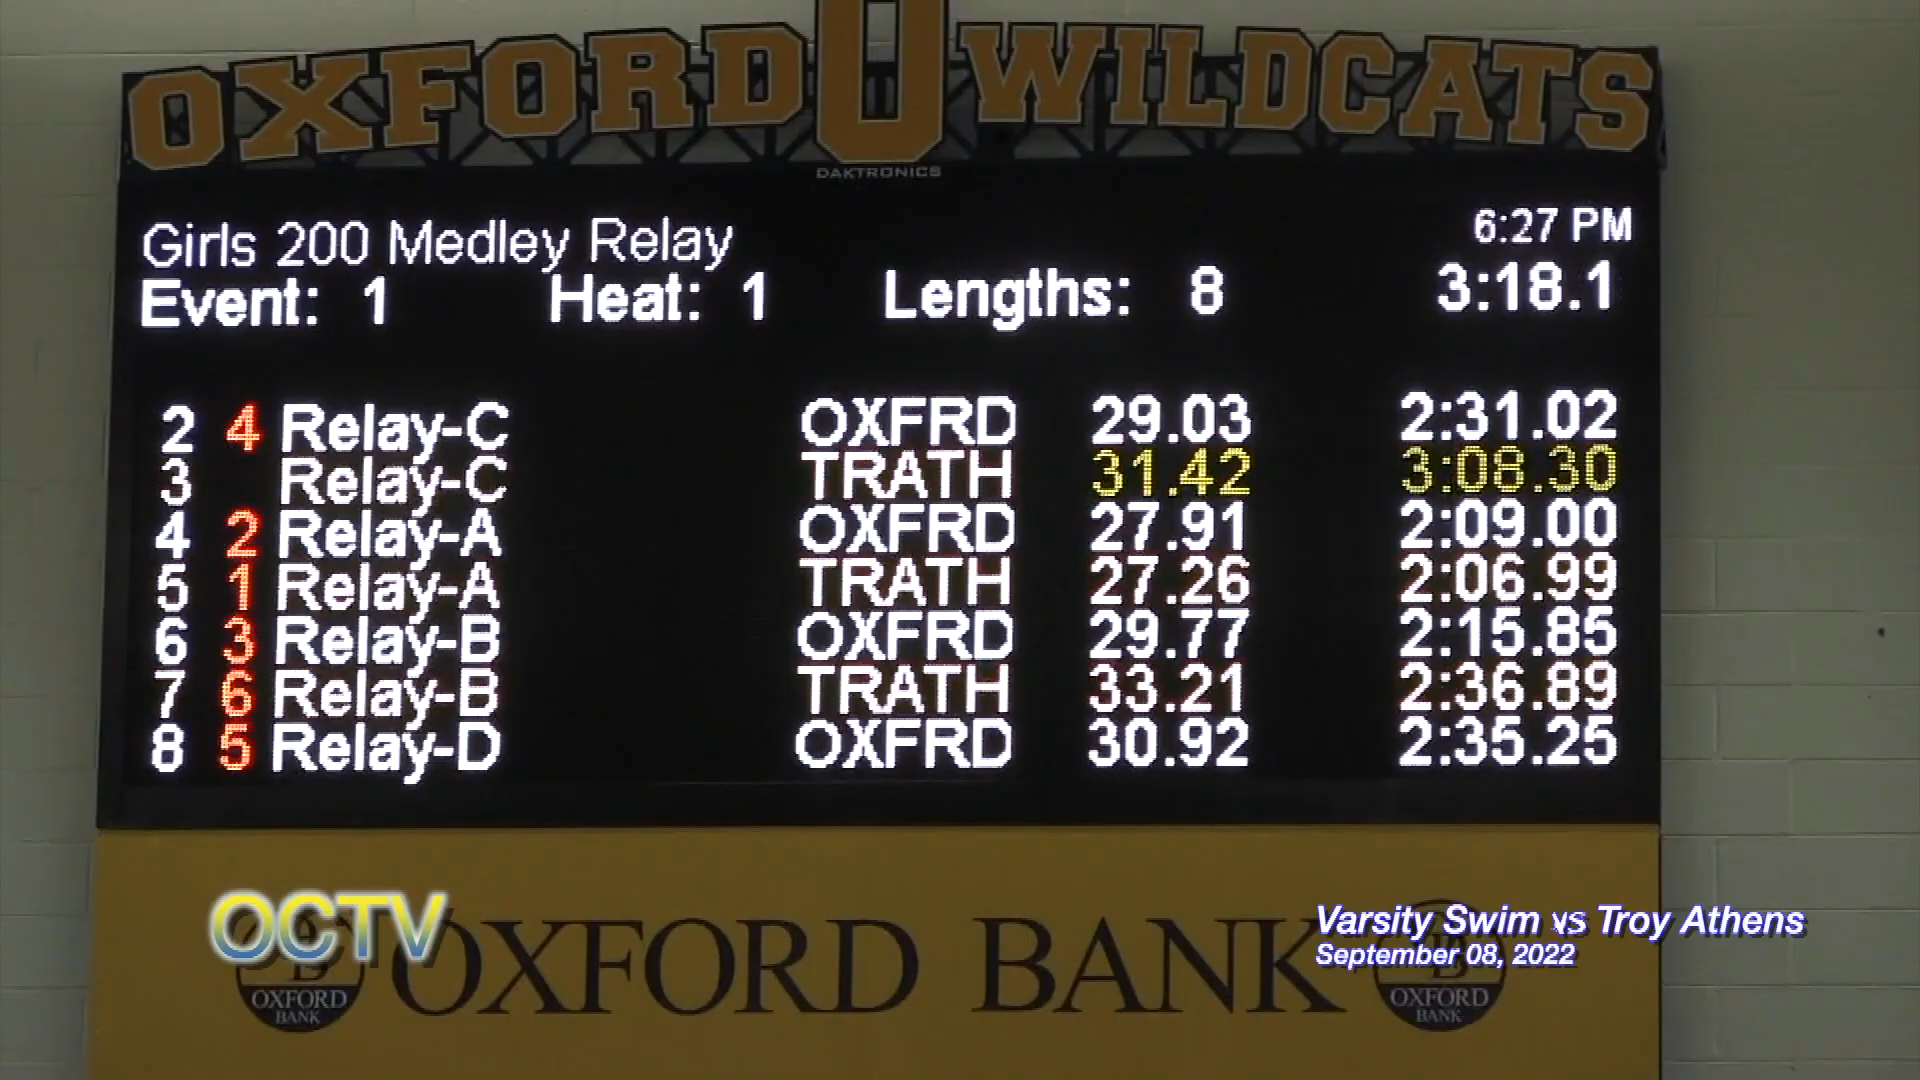 OXFORD O WILDCATS
DAKTRONICS
Girls 200 Medley Relay 6:27 PM
Event: 1 Heat: 1 Lengths: 8 3:18.1
2 4 Relay-C OXFRD 29.03 2:31.02
3 Relay-C TRATH 31.42 3:08.30
4 2 Relay-A OXFRD 27.91 2:09.00
5 1 Relay-A TRATH 27.26 2:06.99
6 3 Relay-B OXFRD 29.77 2:15.85
7 6 Relay-B TRATH 33.21 2:36.89
8 5 Relay-D OXFRD 30.92 2:35.25
OCTV
OXFORD BANK
OXFORD BANK
OXFORD BANK
Varsity Swim vs Troy Athens
September 08, 2022